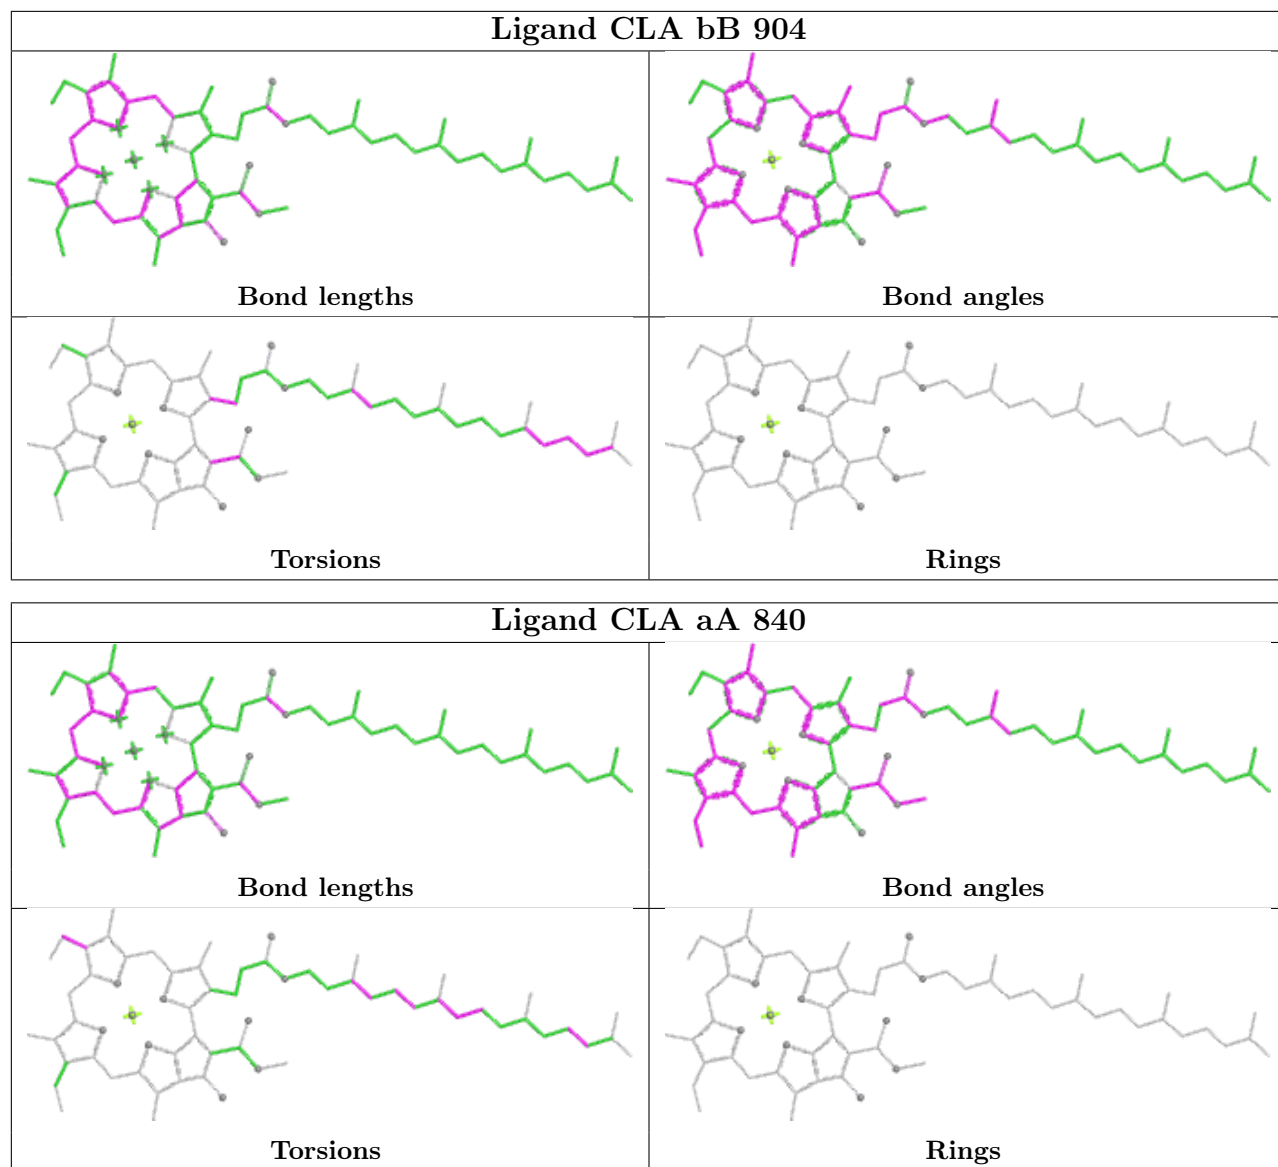 Ligand CLA bB 904
Bond lengths
Bond angles
Torsions
Rings
Ligand CLA aA 840
Bond lengths
Bond angles
Torsions
Rings